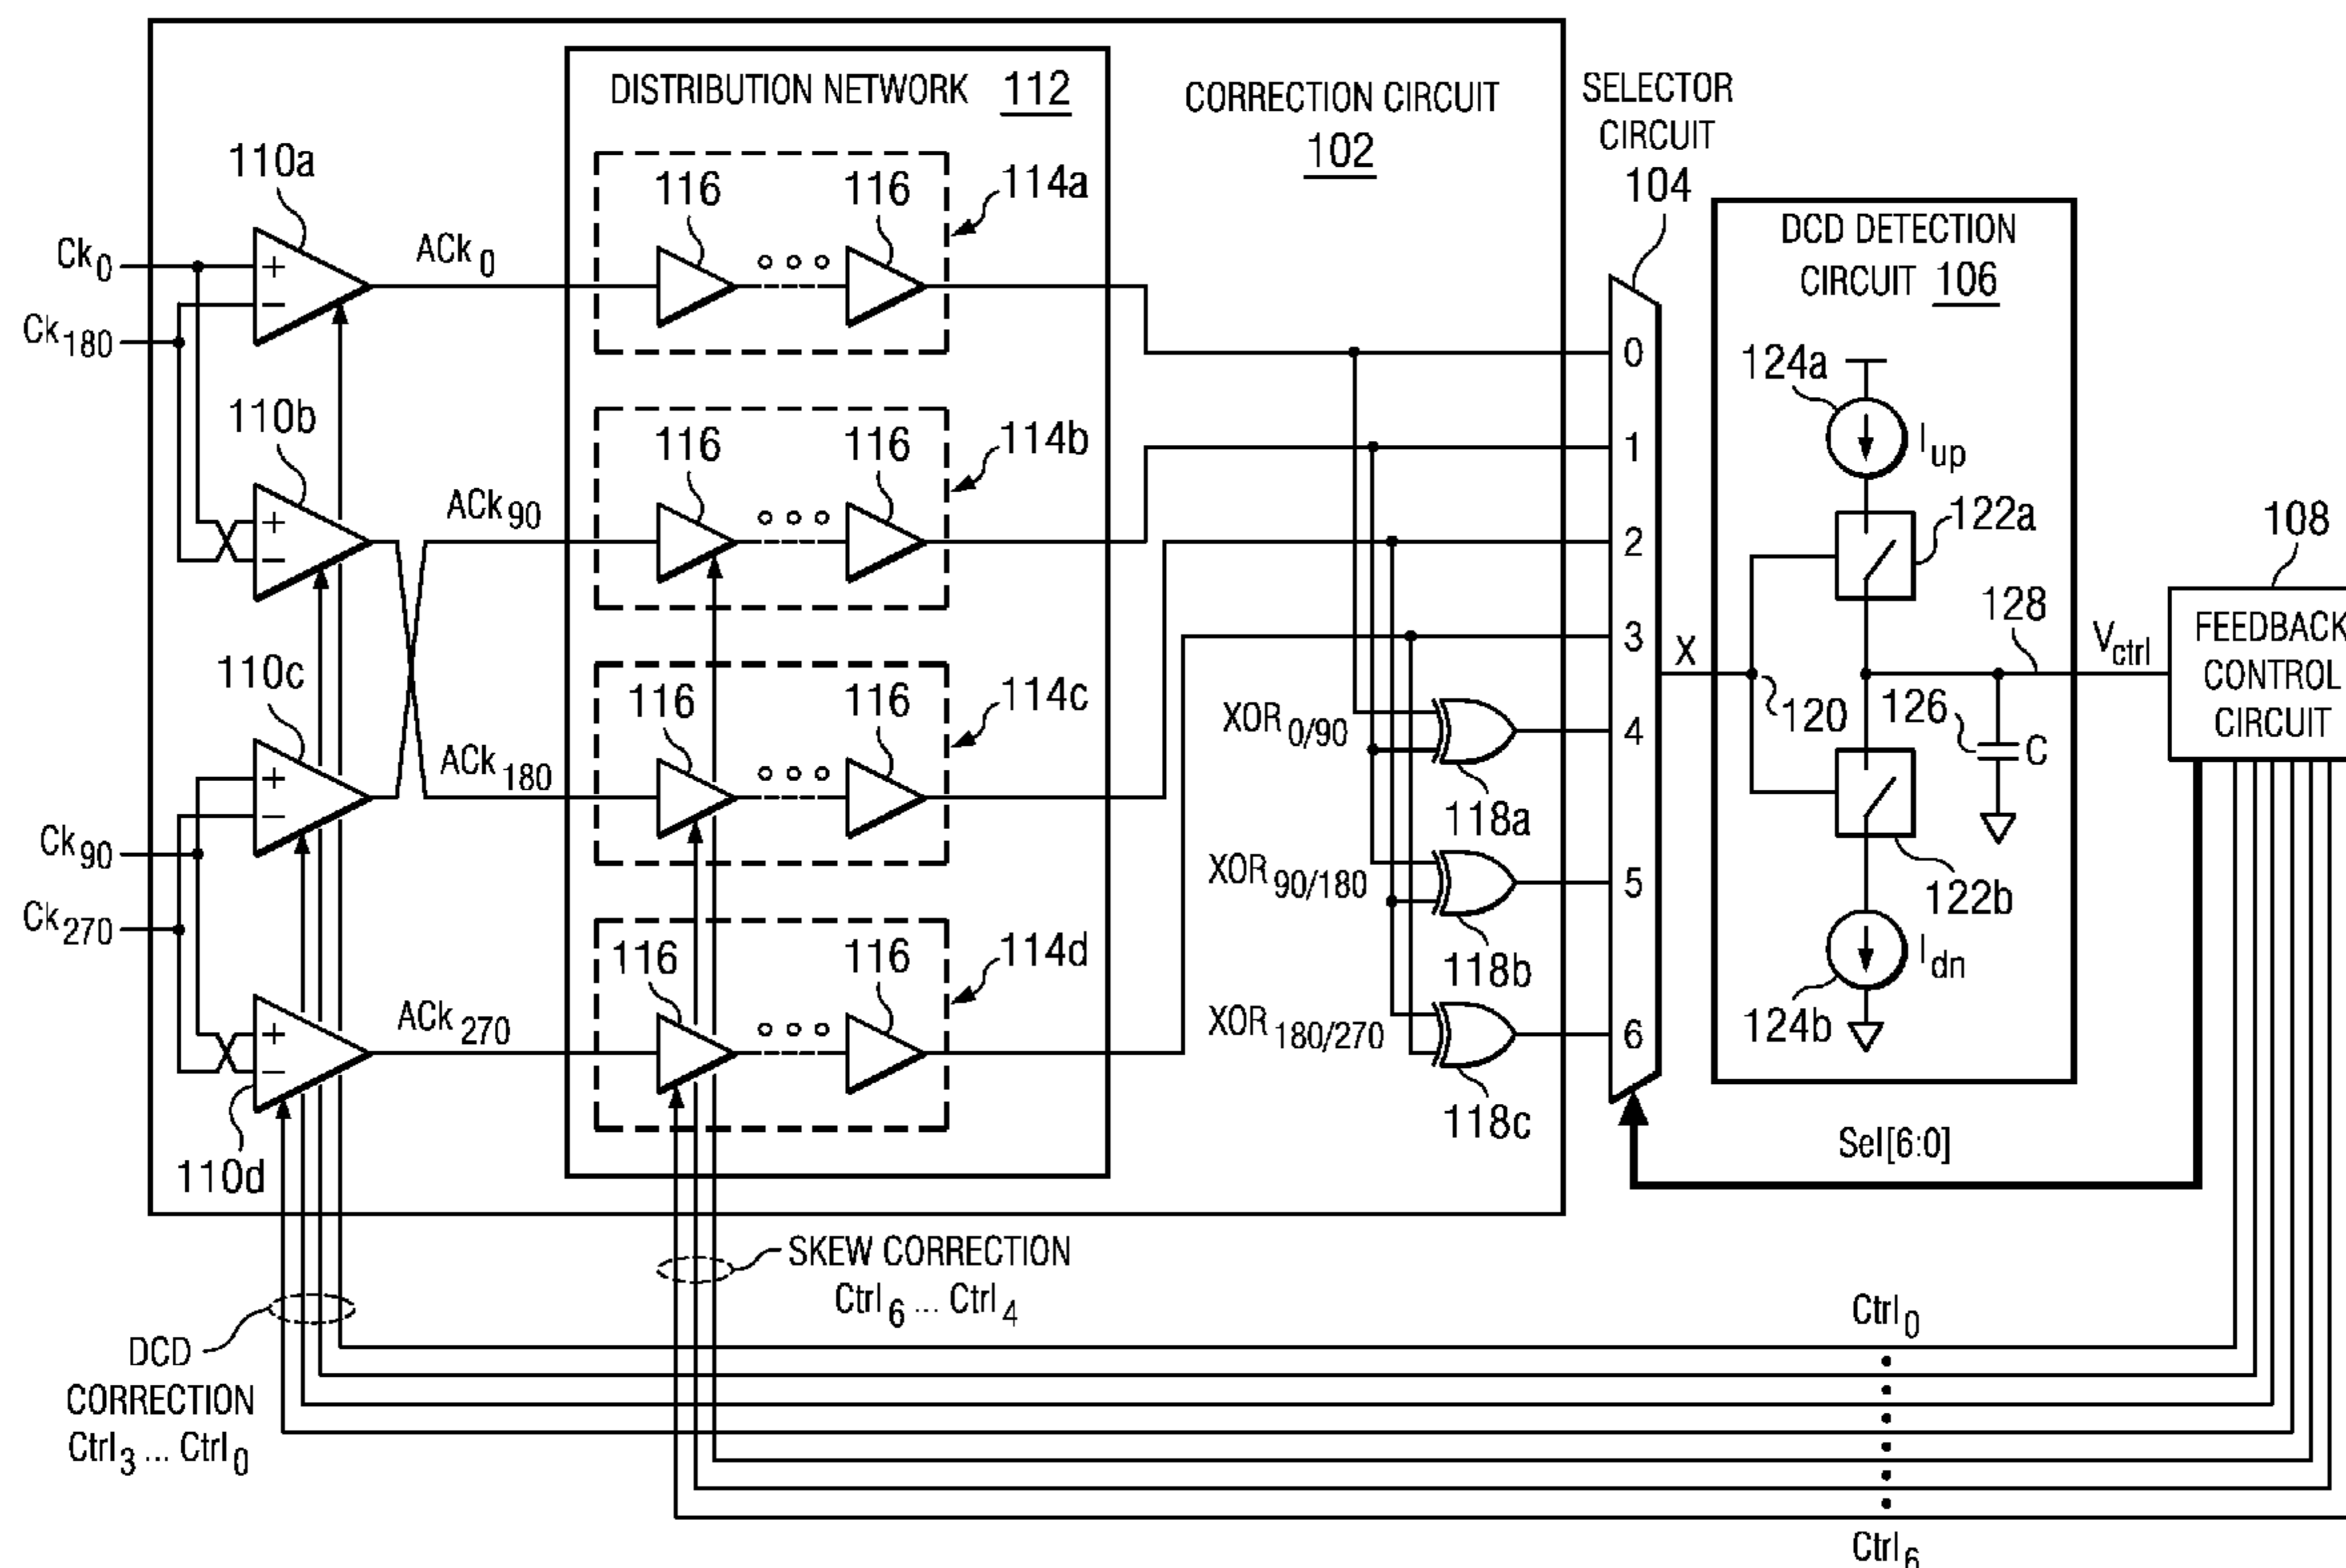 DISTRIBUTION NETWORK 112
CORRECTION CIRCUIT
102
SELECTOR
CIRCUIT
104
110a
Ck0
Ck180
ACk0
116
116
114a
110b
ACk90
116
116
114b
110c
Ck90
Ck270
ACk180
116
116
114c
110d
ACk270
116
116
114d
+
−
+
−
+
−
+
−
0
1
2
3
4
5
6
XOR0/90
118a
XOR90/180
118b
XOR180/270
118c
X
DCD DETECTION
CIRCUIT 106
124a
Iup
122a
120
128
126
C
122b
Idn
124b
Vctrl
108
FEEDBACK
CONTROL
CIRCUIT
Sel[6:0]
SKEW CORRECTION
Ctrl6 ... Ctrl4
DCD
CORRECTION
Ctrl3 ... Ctrl0
Ctrl0
Ctrl6